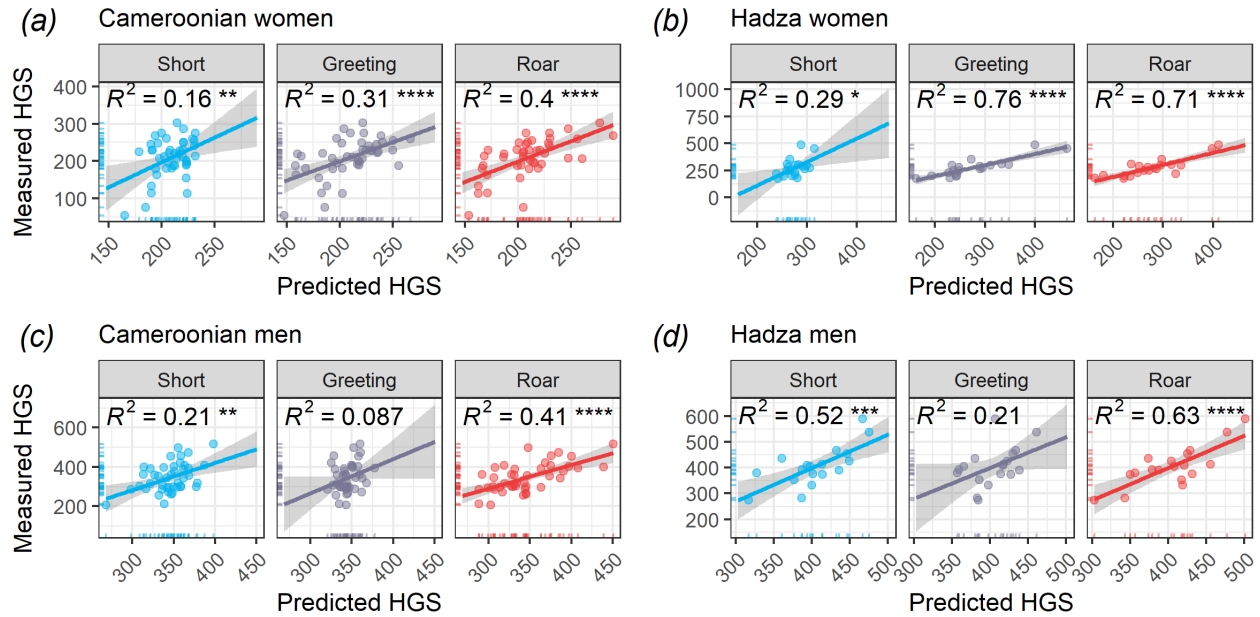 (a) Cameroonian women
Short Greeting Roar
R² = 0.16 ** R² = 0.31 **** R² = 0.4 ****
Measured HGS
400
300
200
100
150 200 250 150 200 250 150 200 250
Predicted HGS
(b) Hadza women
Short Greeting Roar
R² = 0.29 * R² = 0.76 **** R² = 0.71 ****
1000
750
500
250
0
200 300 400 200 300 400 200 300 400
Predicted HGS
(c) Cameroonian men
Short Greeting Roar
R² = 0.21 ** R² = 0.087 R² = 0.41 ****
Measured HGS
600
400
200
300 350 400 450 300 350 400 450 300 350 400 450
Predicted HGS
(d) Hadza men
Short Greeting Roar
R² = 0.52 *** R² = 0.21 R² = 0.63 ****
600
500
400
300
200
300 350 400 450 500 300 350 400 450 500 300 350 400 450 500
Predicted HGS